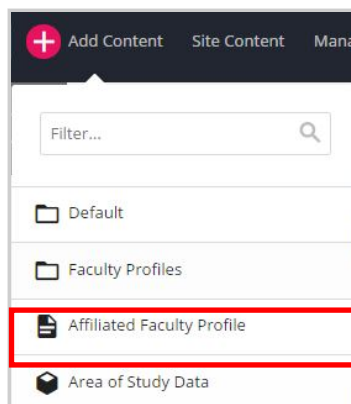 Add Content Site Content Mana
Filter...
Default
Faculty Profiles
Affiliated Faculty Profile
Area of Study Data